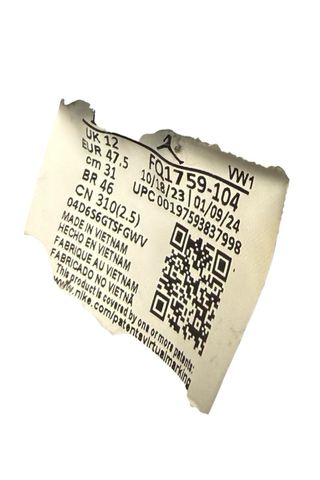 UK 12
EUR 47.5
cm 31
BR 46
CN 310(2.5)
04D6S6GTSFGWV
VW1
FQ1759-104
10/18/23 01/09/24
UPC 00197593837998
MADE IN VIETNAM
HECHO EN VIETNAM
FABRIQUE AU VIETNAM
FABRICADO NO VIETNÃ
This product is covered by one or more patents:
www.nike.com/patentsvirtualmarking